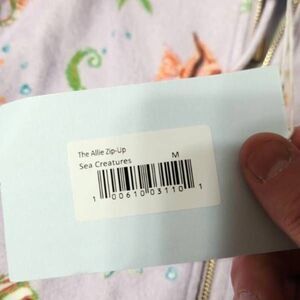 The Allie Zip-Up
Sea Creatures M
1 00610 03110 1